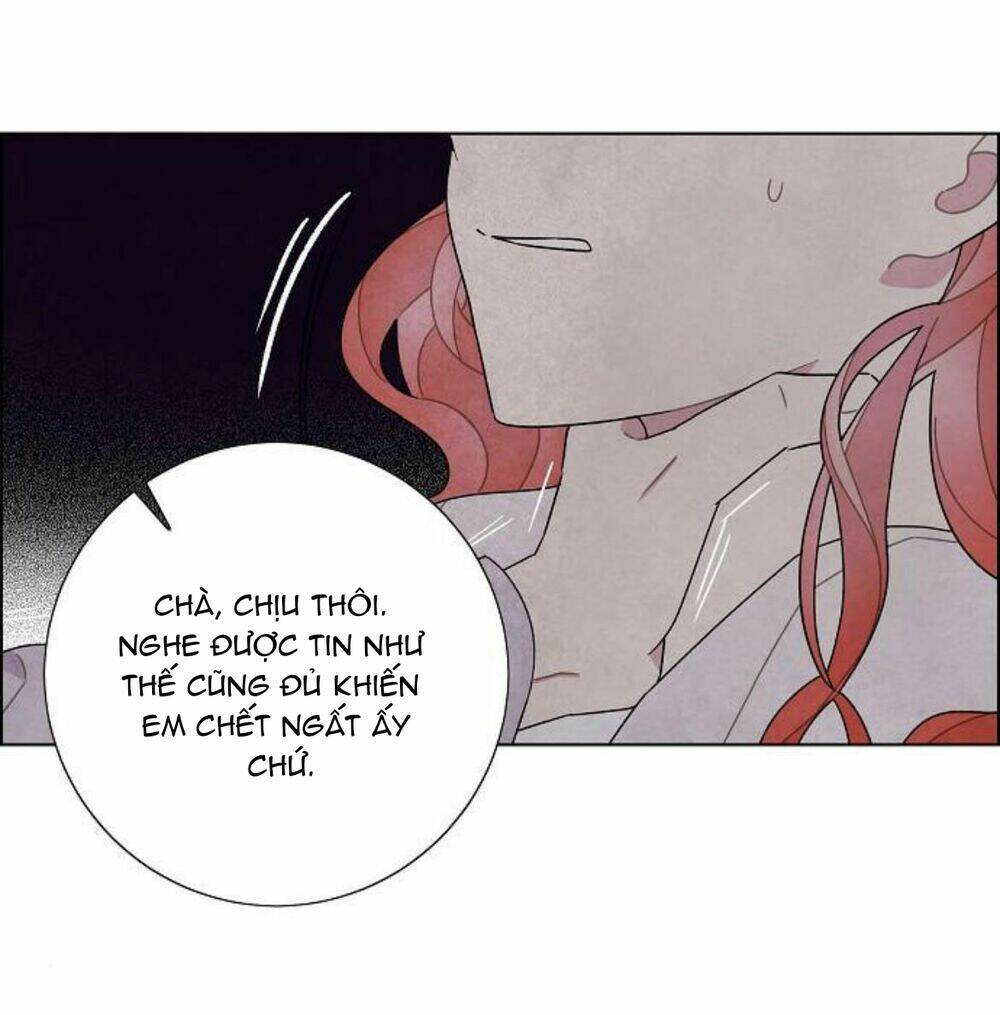 CHÀ, CHỊU THÔI.
NGHE ĐƯỢC TIN NHƯ
THẾ CŨNG ĐỦ KHIẾN
EM CHẾT NGẤT ẤY
CHỨ.